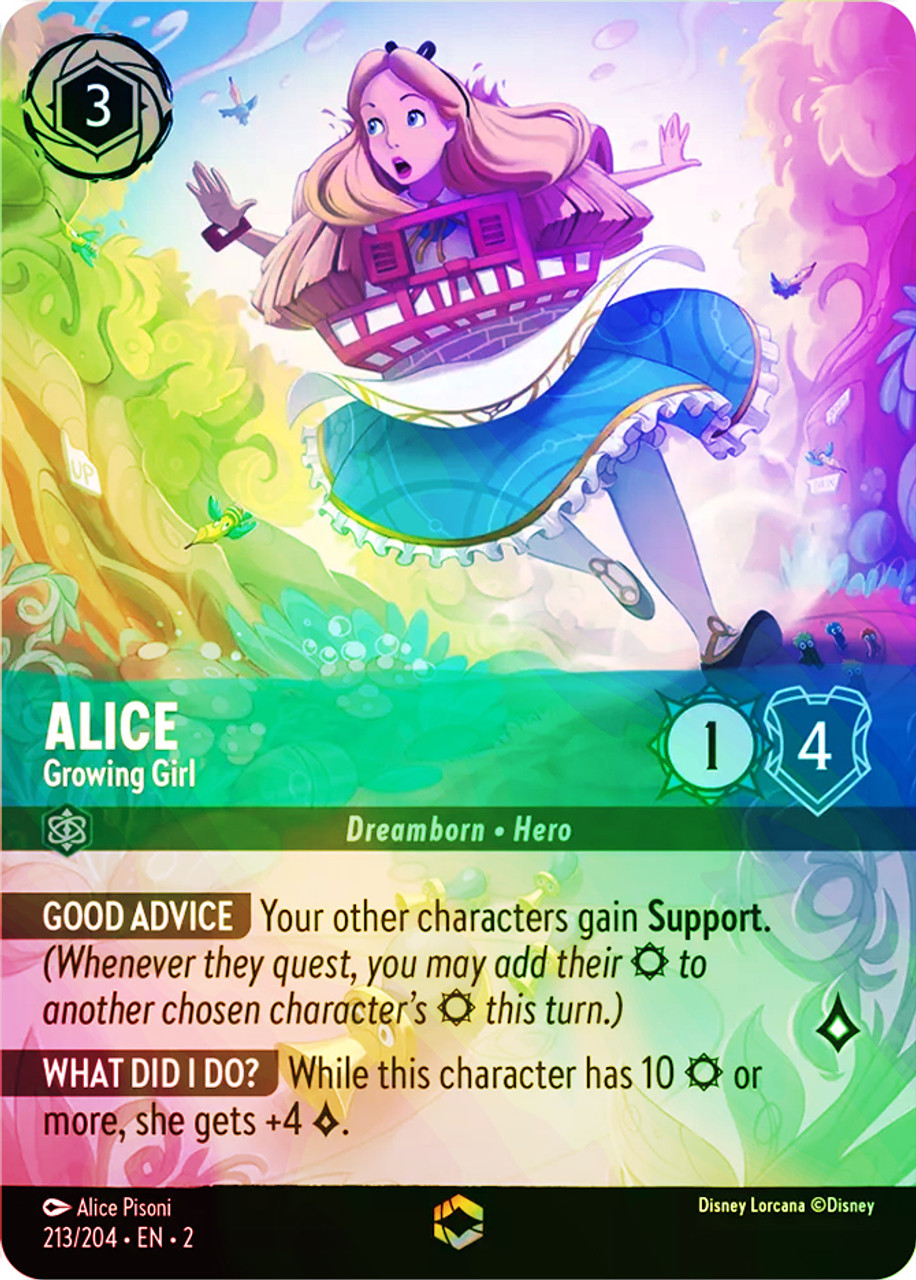 3
UP
ALICE
Growing Girl
1
4
Dreamborn • Hero
GOOD ADVICE Your other characters gain Support.
(Whenever they quest, you may add their to
another chosen character's this turn.)
WHAT DID I DO? While this character has 10 or
more, she gets +4 .
Alice Pisoni
213/204 • EN • 2
Disney Lorcana ©Disney